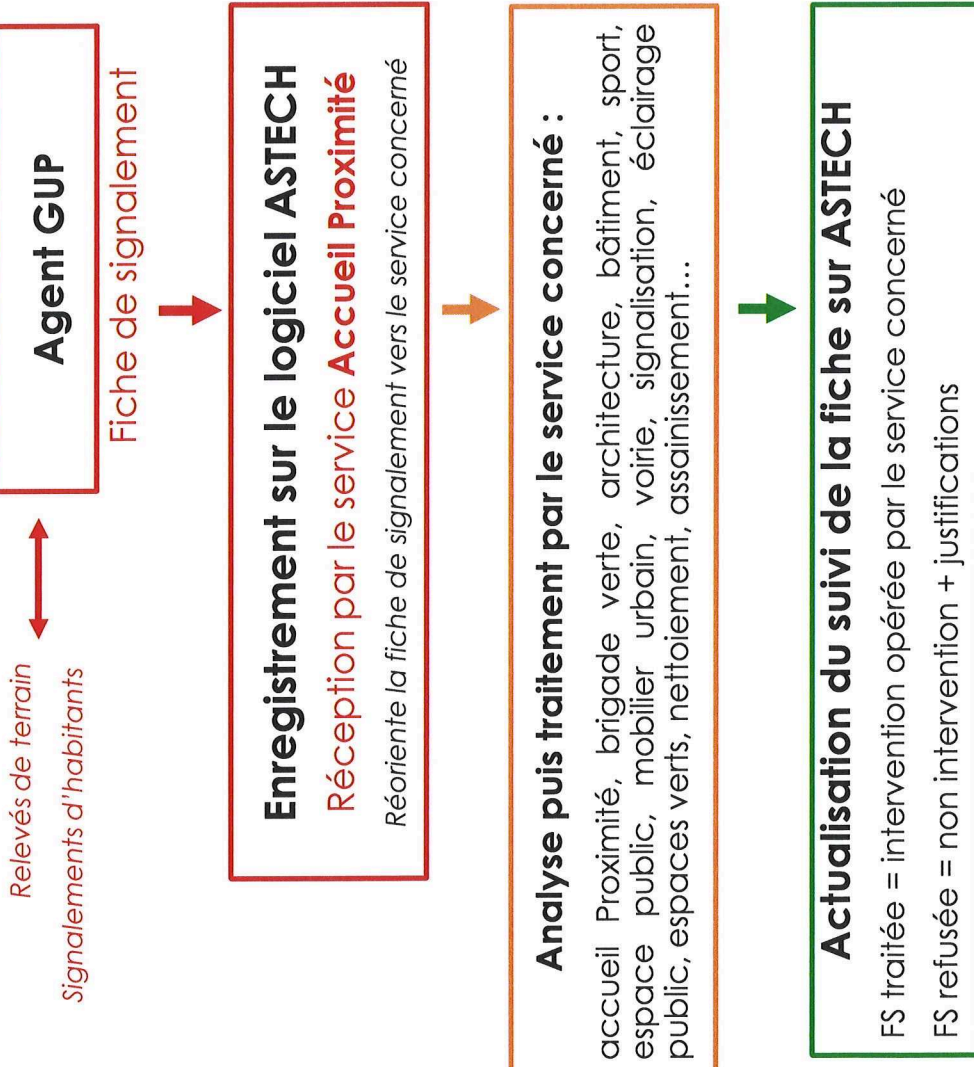 Relevés de terrain
Signalements d'habitants
Agent GUP
Fiche de signalement
Enregistrement sur le logiciel ASTECH
Réception par le service Accueil Proximité
Réoriente la fiche de signalement vers le service concerné
Analyse puis traitement par le service concerné :
accueil Proximité, brigade verte, architecture, bâtiment, sport,
espace public, mobilier urbain, voirie, signalisation, éclairage
public, espaces verts, nettoiement, assainissement...
Actualisation du suivi de la fiche sur ASTECH
FS traitée = intervention opérée par le service concerné
FS refusée = non intervention + justifications